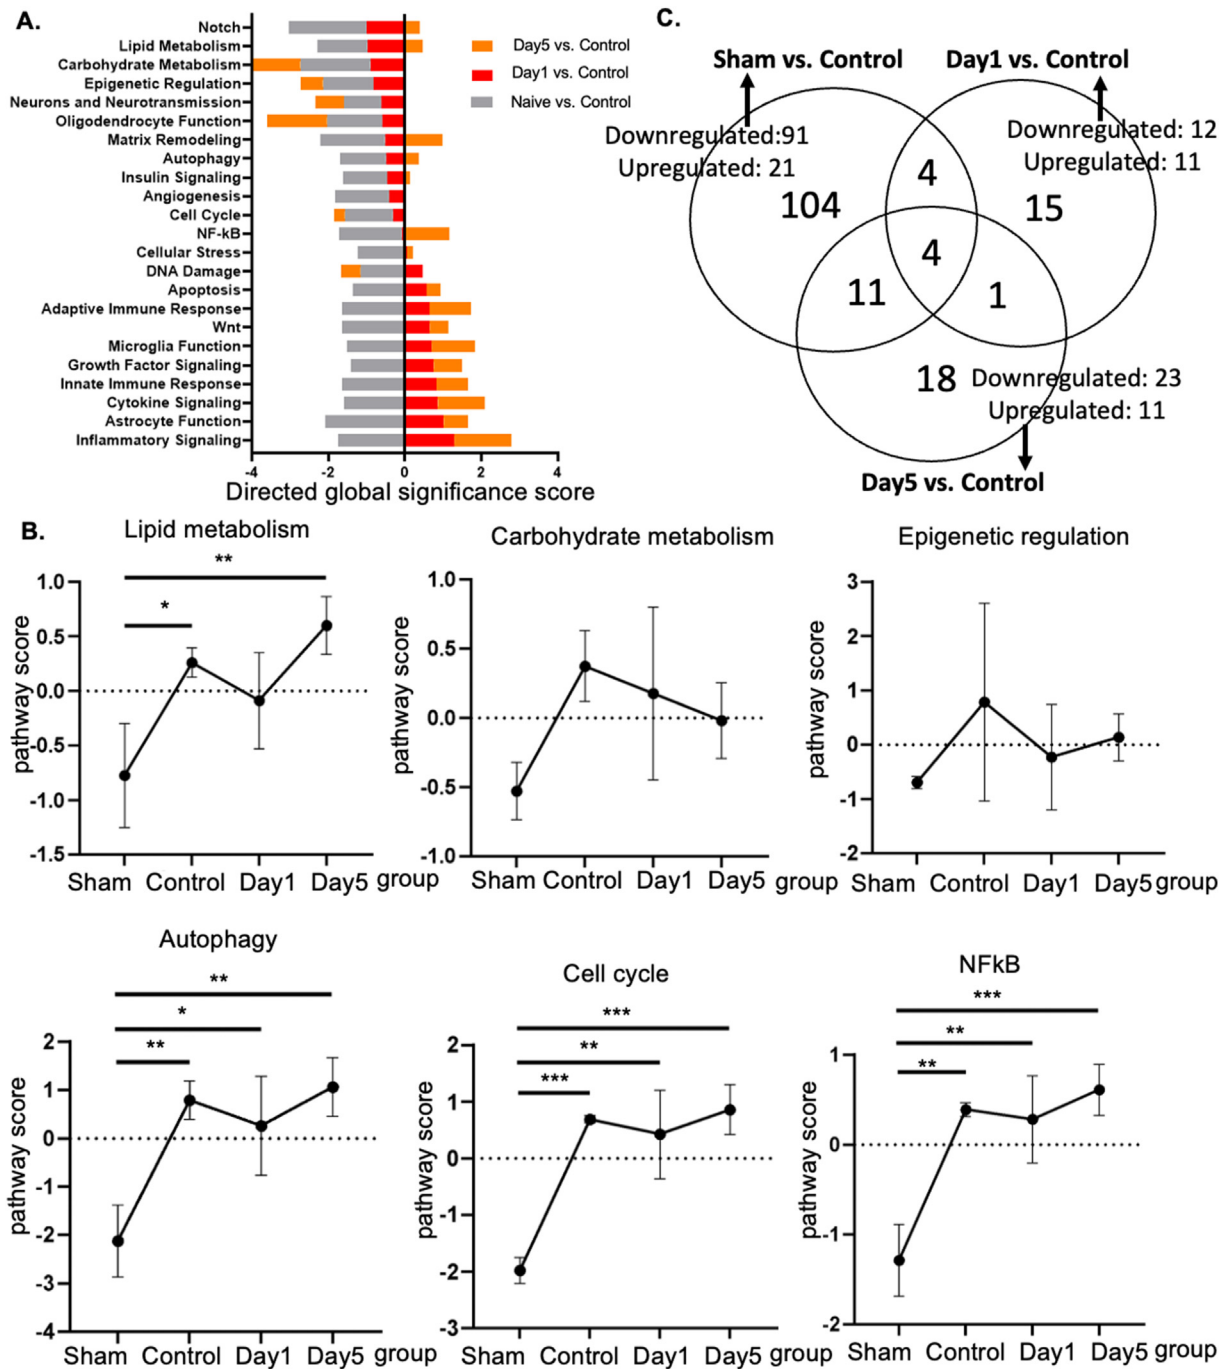 A.
Notch
Lipid Metabolism
Carbohydrate Metabolism
Epigenetic Regulation
Neurons and Neurotransmission
Oligodendrocyte Function
Matrix Remodeling
Autophagy
Insulin Signaling
Angiogenesis
Cell Cycle
NF-kB
Cellular Stress
DNA Damage
Apoptosis
Adaptive Immune Response
Wnt
Microglia Function
Growth Factor Signaling
Innate Immune Response
Cytokine Signaling
Astrocyte Function
Inflammatory Signaling
-4 -2 0 2 4
Directed global significance score
Day5 vs. Control
Day1 vs. Control
Naive vs. Control
C.
Sham vs. Control Day1 vs. Control
Downregulated:91
Upregulated: 21
Downregulated: 12
Upregulated: 11
104 4 15
4
11 1
18
Downregulated: 23
Upregulated: 11
Day5 vs. Control
B.
Lipid metabolism
**
*
1.0
0.5
0.0
-0.5
-1.0
-1.5
pathway score
Sham Control Day1 Day5 group
Carbohydrate metabolism
1.0
0.5
0.0
-0.5
-1.0
pathway score
Sham Control Day1 Day5 group
Epigenetic regulation
3
2
1
0
-1
-2
pathway score
Sham Control Day1 Day5 group
Autophagy
**
*
**
2
1
0
-1
-2
-3
-4
pathway score
Sham Control Day1 Day5 group
Cell cycle
***
**
***
2
1
0
-1
-2
-3
pathway score
Sham Control Day1 Day5 group
NFkB
***
**
**
1
0
-1
-2
pathway score
Sham Control Day1 Day5 group